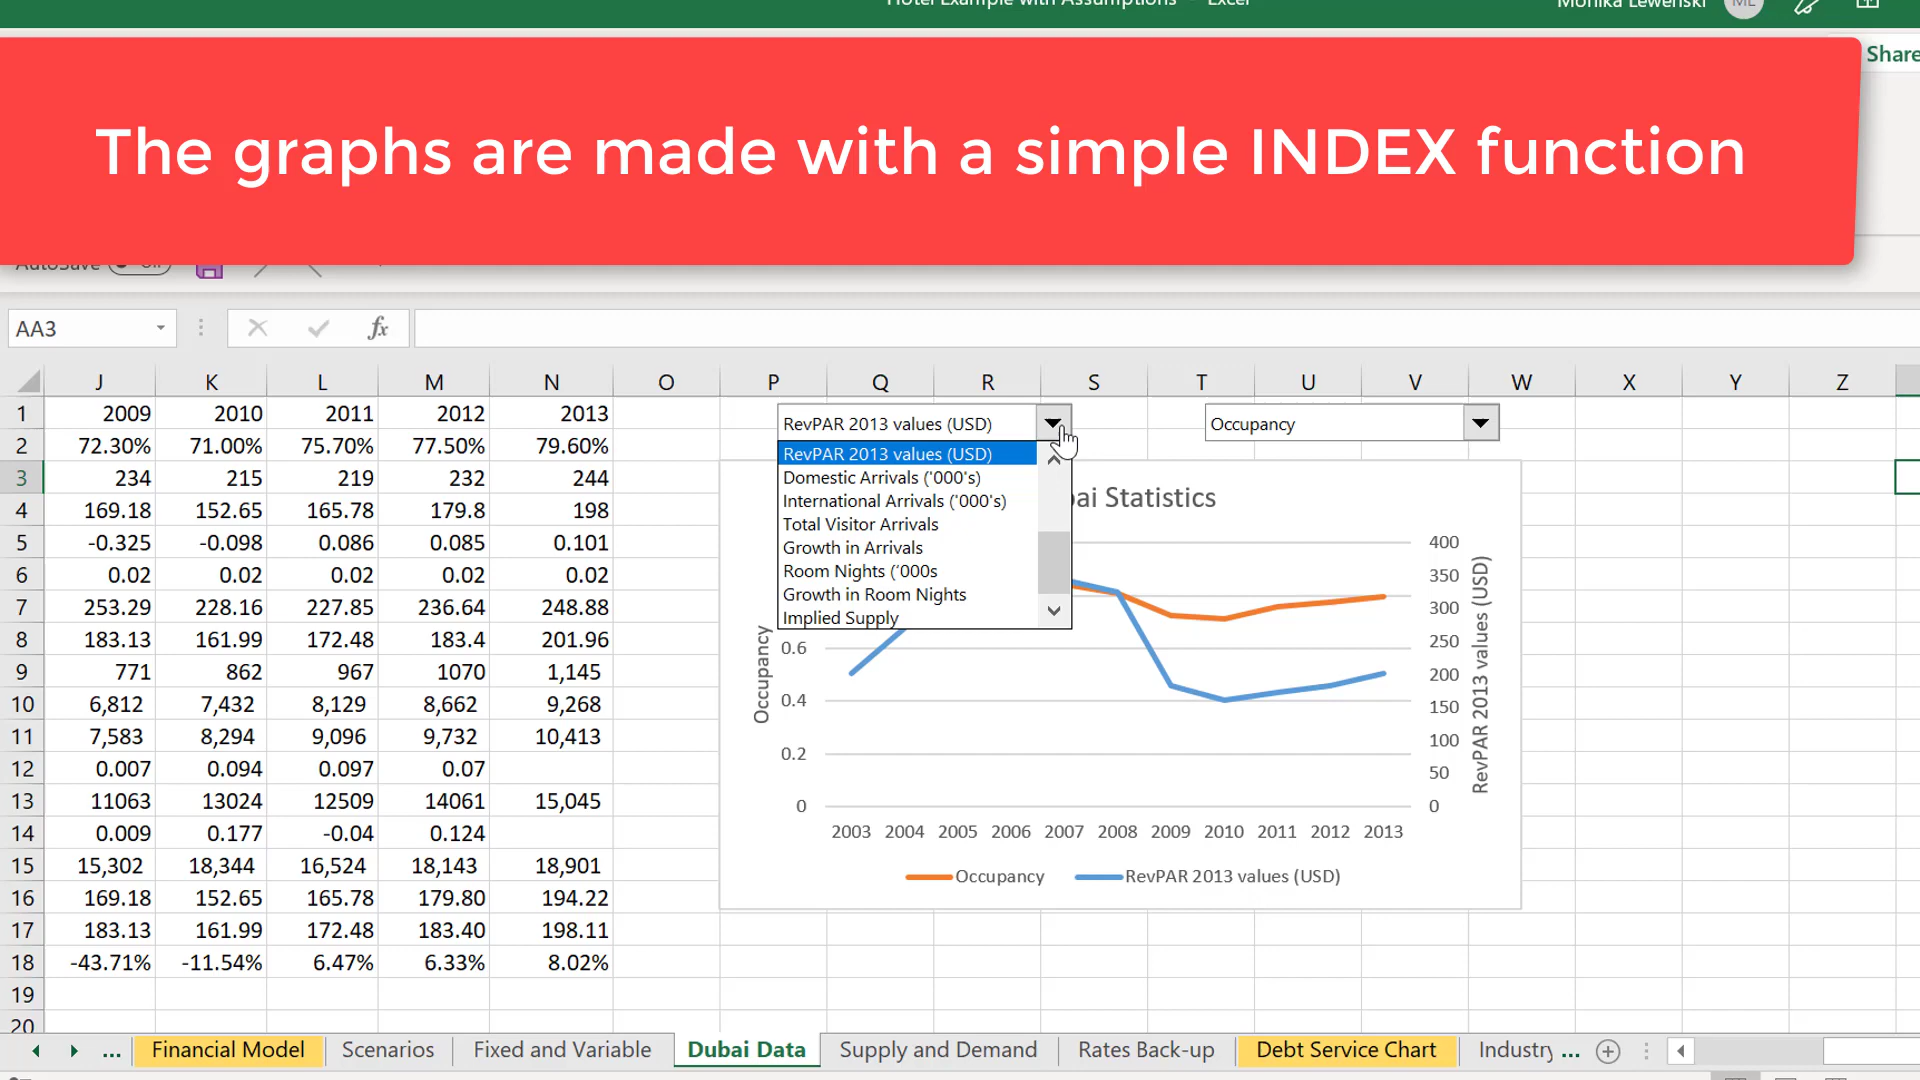 Hotel Example with Assumptions - Excel
Monika Lewenski
ML
Share
The graphs are made with a simple INDEX function
AutoSave Off
AA3
fx
J K L M N O P Q R S T U V W X Y Z
1 2009 2010 2011 2012 2013
2 72.30% 71.00% 75.70% 77.50% 79.60%
3 234 215 219 232 244
4 169.18 152.65 165.78 179.8 198
5 -0.325 -0.098 0.086 0.085 0.101
6 0.02 0.02 0.02 0.02 0.02
7 253.29 228.16 227.85 236.64 248.88
8 183.13 161.99 172.48 183.4 201.96
9 771 862 967 1070 1,145
10 6,812 7,432 8,129 8,662 9,268
11 7,583 8,294 9,096 9,732 10,413
12 0.007 0.094 0.097 0.07
13 11063 13024 12509 14061 15,045
14 0.009 0.177 -0.04 0.124
15 15,302 18,344 16,524 18,143 18,901
16 169.18 152.65 165.78 179.80 194.22
17 183.13 161.99 172.48 183.40 198.11
18 -43.71% -11.54% 6.47% 6.33% 8.02%
19
20
RevPAR 2013 values (USD)
Occupancy
RevPAR 2013 values (USD)
Domestic Arrivals ('000's)
International Arrivals ('000's)
Total Visitor Arrivals
Growth in Arrivals
Room Nights ('000s
Growth in Room Nights
Implied Supply
ai Statistics
Occupancy
0.6
0.4
0.2
0
400
350
300
250
200
150
100
50
0
RevPAR 2013 values (USD)
2003 2004 2005 2006 2007 2008 2009 2010 2011 2012 2013
Occupancy RevPAR 2013 values (USD)
... Financial Model Scenarios Fixed and Variable Dubai Data Supply and Demand Rates Back-up Debt Service Chart Industry ...